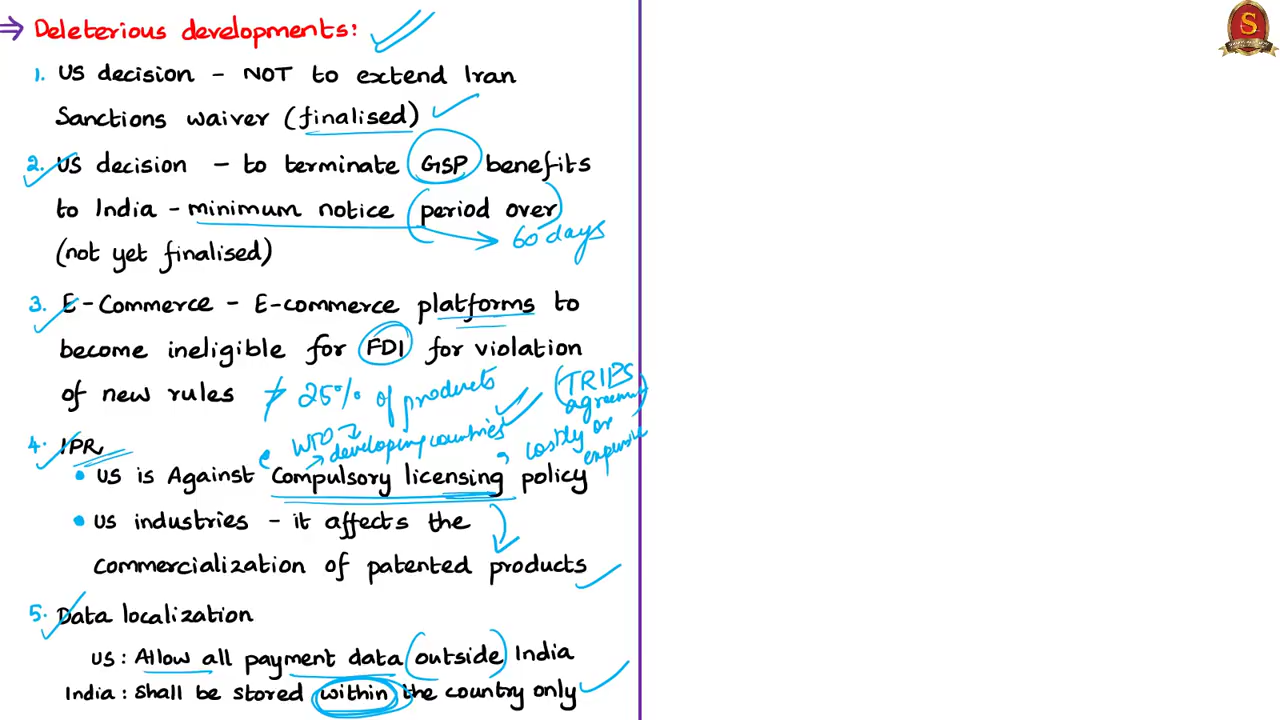 ⇒ Deleterious developments:
1. US decision - NOT to extend Iran
Sanctions waiver (finalised)
2. US decision - to terminate GSP benefits
to India - minimum notice (period over)
60 days
(not yet finalised)
3. E-Commerce - E-commerce platforms to
become ineligible for FDI for violation
of new rules
25% of products
(TRIPS
agreement)
4. IPR
WTO
developing countries
costly or
expensive
• US is Against Compulsory licensing policy
• US industries - it affects the
commercialization of patented products
5. Data localization
US: Allow all payment data (outside) India
India: Shall be stored within the country only
S